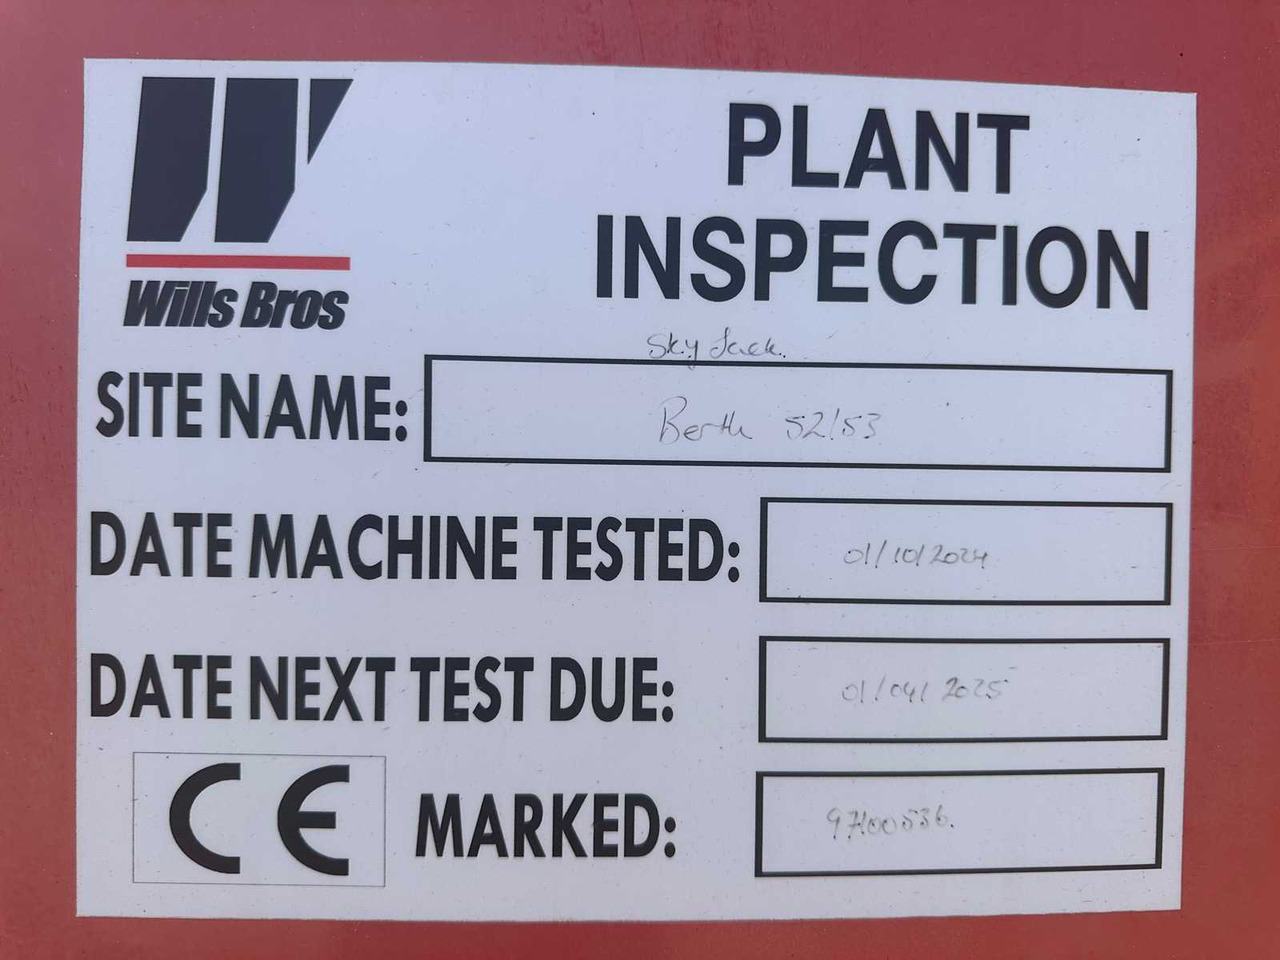 PLANT
INSPECTION
Wills Bros
Sky Jack.
SITE NAME: Berth 52/53
DATE MACHINE TESTED: 01/10/2024
DATE NEXT TEST DUE: 01/04/2025
CE MARKED: 97100536.